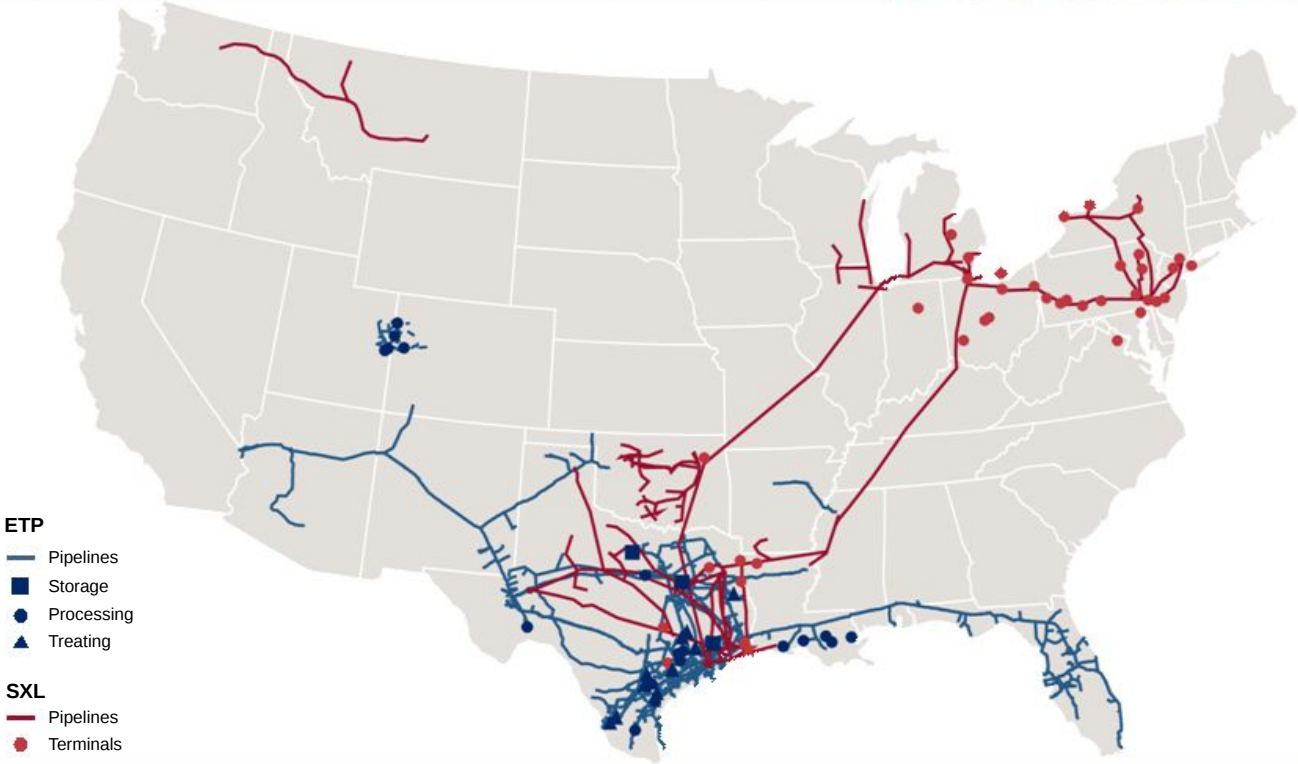 ETP
Pipelines
Storage
Processing
Treating
SXL
Pipelines
Terminals